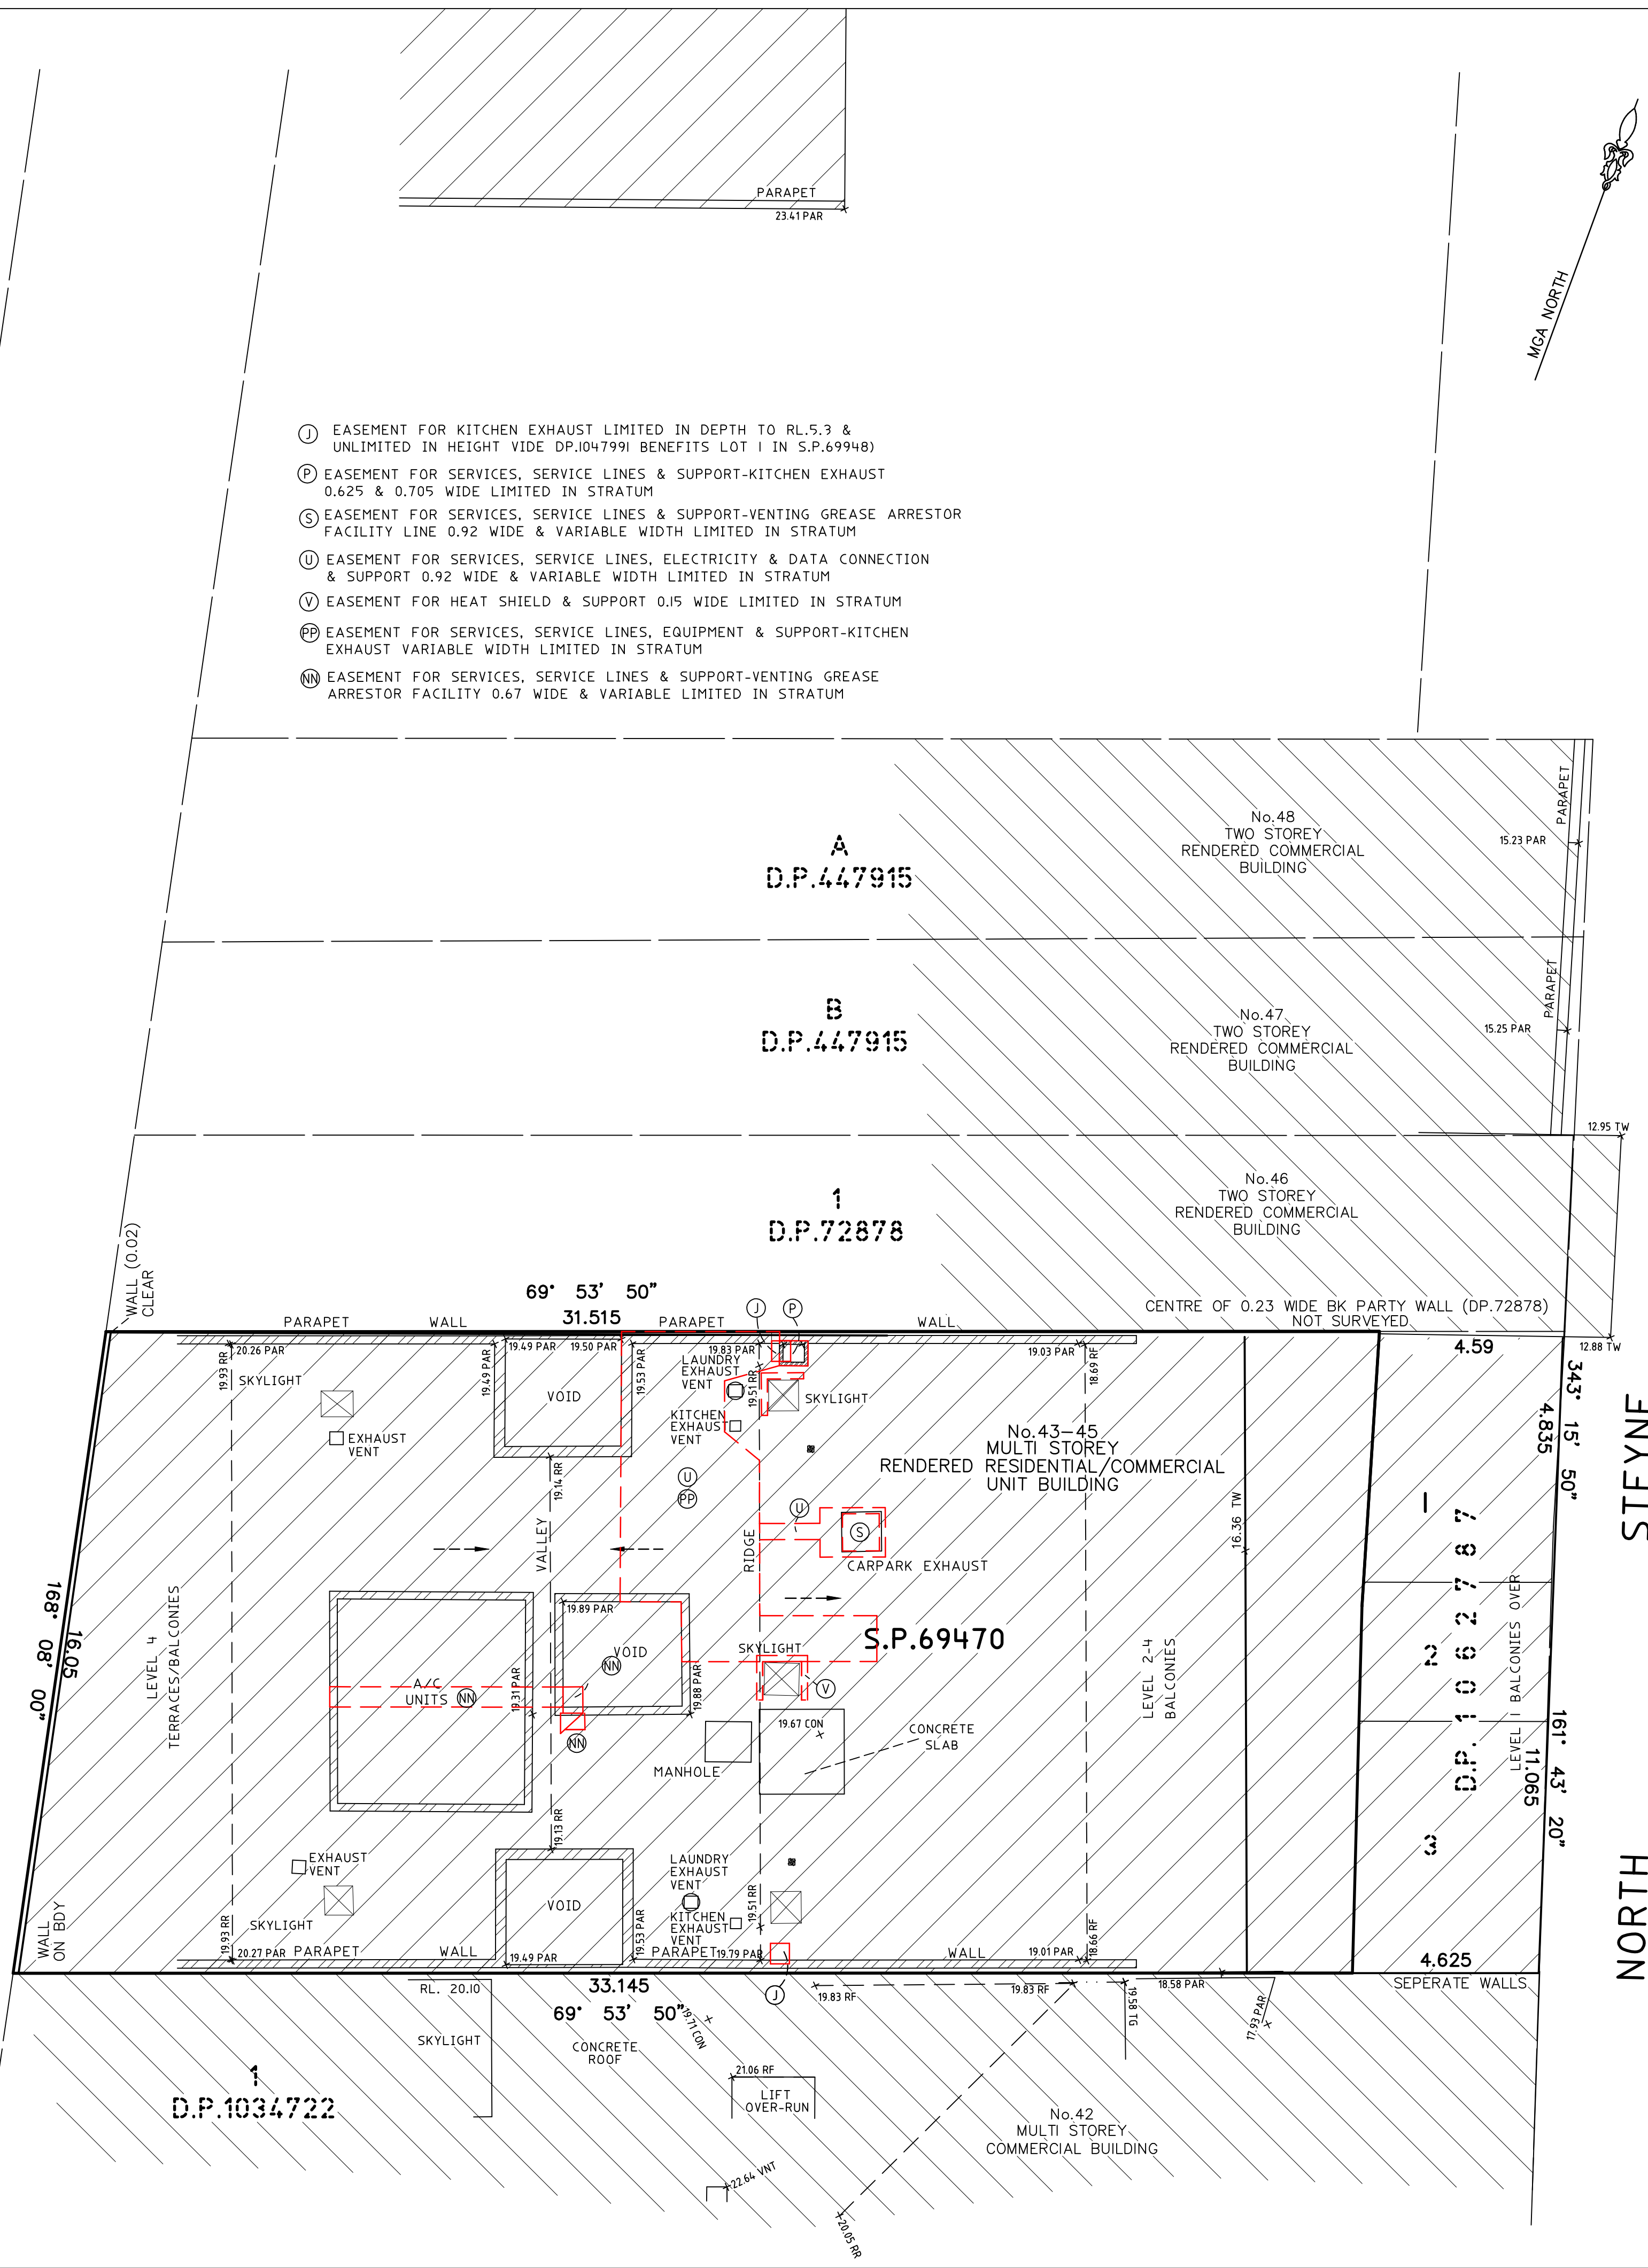 PARAPET
23.41 PAR
MGA NORTH
J EASEMENT FOR KITCHEN EXHAUST LIMITED IN DEPTH TO RL.5.3 &
UNLIMITED IN HEIGHT VIDE DP.1047991 BENEFITS LOT 1 IN S.P.69948)
P EASEMENT FOR SERVICES, SERVICE LINES & SUPPORT-KITCHEN EXHAUST
0.625 & 0.705 WIDE LIMITED IN STRATUM
S EASEMENT FOR SERVICES, SERVICE LINES & SUPPORT-VENTING GREASE ARRESTOR
FACILITY LINE 0.92 WIDE & VARIABLE WIDTH LIMITED IN STRATUM
U EASEMENT FOR SERVICES, SERVICE LINES, ELECTRICITY & DATA CONNECTION
& SUPPORT 0.92 WIDE & VARIABLE WIDTH LIMITED IN STRATUM
V EASEMENT FOR HEAT SHIELD & SUPPORT 0.15 WIDE LIMITED IN STRATUM
PP EASEMENT FOR SERVICES, SERVICE LINES, EQUIPMENT & SUPPORT-KITCHEN
EXHAUST VARIABLE WIDTH LIMITED IN STRATUM
NN EASEMENT FOR SERVICES, SERVICE LINES & SUPPORT-VENTING GREASE
ARRESTOR FACILITY 0.67 WIDE & VARIABLE LIMITED IN STRATUM
A
D.P.447915
No.48
TWO STOREY
RENDERED COMMERCIAL
BUILDING
PARAPET
15.23 PAR
B
D.P.447915
No.47
TWO STOREY
RENDERED COMMERCIAL
BUILDING
PARAPET
15.25 PAR
12.95 TW
1
D.P.72878
No.46
TWO STOREY
RENDERED COMMERCIAL
BUILDING
WALL (0.02)
CLEAR
69° 53' 50"
31.515
PARAPET
WALL
PARAPET
J
P
WALL
CENTRE OF 0.23 WIDE BK PARTY WALL (DP.72878)
NOT SURVEYED
4.59
12.88 TW
19.93 RR
20.26 PAR
SKYLIGHT
19.49 PAR
19.49 PAR
19.50 PAR
19.53 PAR
VOID
19.83 PAR
LAUNDRY
EXHAUST
VENT
19.51 RR
SKYLIGHT
19.03 PAR
18.69 RF
343° 15' 50"
4.835
EXHAUST
VENT
KITCHEN
EXHAUST
VENT
No.43-45
MULTI STOREY
RENDERED RESIDENTIAL/COMMERCIAL
UNIT BUILDING
19.14 RR
U
PP
U
S
CARPARK EXHAUST
VALLEY
RIDGE
16.36 TW
1
2
3
D.P.1062787
STEYNE
NORTH
168° 08' 00"
16.05
LEVEL 4
TERRACES/BALCONIES
19.89 PAR
VOID
NN
A/C
UNITS
NN
19.31 PAR
19.88 PAR
NN
SKYLIGHT
V
S.P.69470
19.67 CON
CONCRETE
SLAB
MANHOLE
LEVEL 2-4
BALCONIES
LEVEL 1 BALCONIES OVER
161° 43' 20"
11.065
19.13 RR
EXHAUST
VENT
LAUNDRY
EXHAUST
VENT
VOID
KITCHEN
EXHAUST
VENT
19.51 RR
SKYLIGHT
WALL
ON BDY
19.93 RR
20.27 PAR
PARAPET
WALL
19.49 PAR
19.53 PAR
PARAPET
19.79 PAR
WALL
19.01 PAR
18.66 RF
4.625
SEPERATE WALLS
RL. 20.10
33.145
69° 53' 50"
J
19.83 RF
19.83 RF
19.58 TG
18.58 PAR
17.93 PAR
19.71 CON
SKYLIGHT
CONCRETE
ROOF
21.06 RF
LIFT
OVER-RUN
1
D.P.1034722
No.42
MULTI STOREY
COMMERCIAL BUILDING
22.64 VNT
20.05 RR